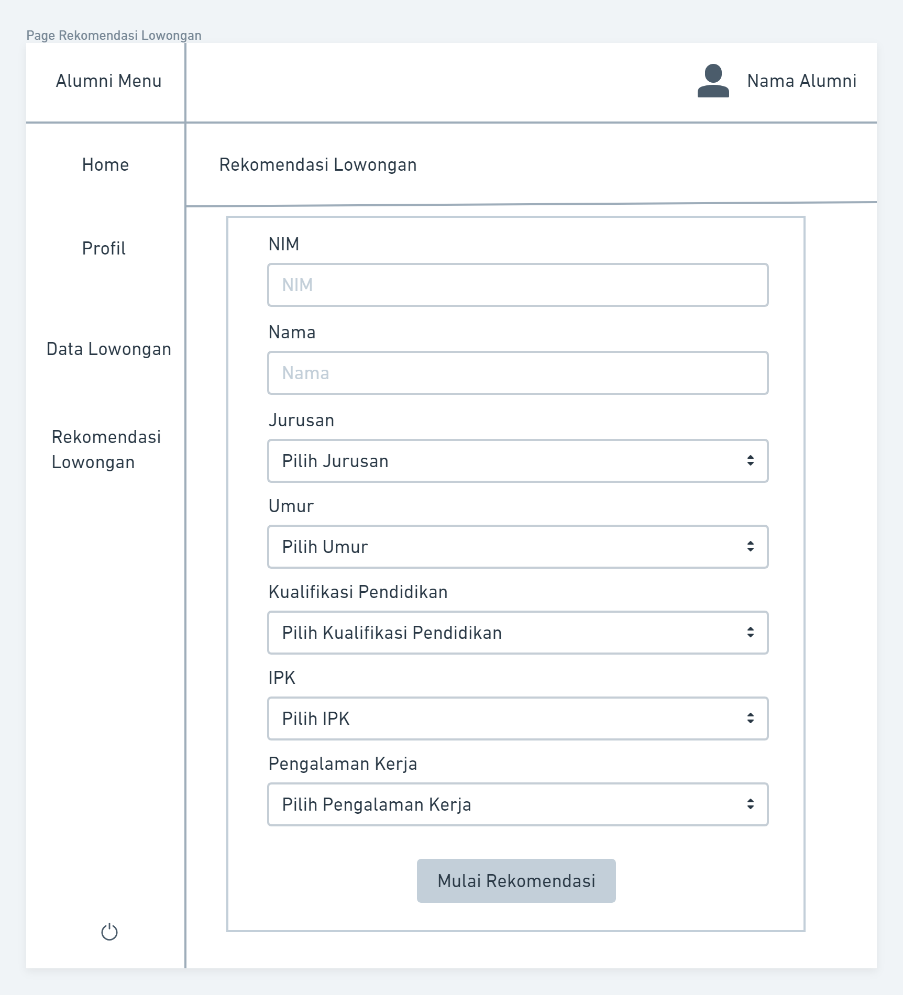 Page Rekomendasi Lowongan
Alumni Menu
Nama Alumni
Home
Profil
Data Lowongan
Rekomendasi
Lowongan
Rekomendasi Lowongan
NIM
NIM
Nama
Nama
Jurusan
Pilih Jurusan
Umur
Pilih Umur
Kualifikasi Pendidikan
Pilih Kualifikasi Pendidikan
IPK
Pilih IPK
Pengalaman Kerja
Pilih Pengalaman Kerja
Mulai Rekomendasi